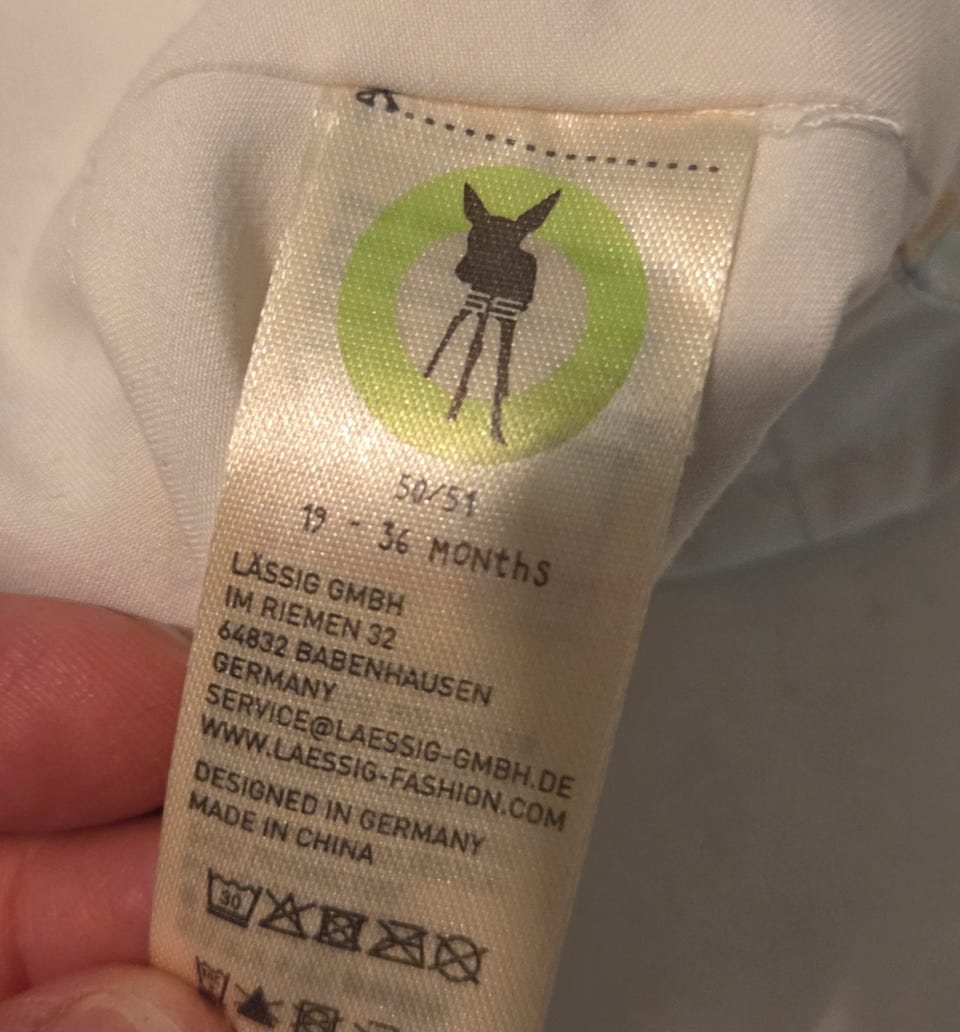 50/51
19 - 36 MONthS
LÄSSIG GMBH
IM RIEMEN 32
64832 BABENHAUSEN
GERMANY
SERVICE@LAESSIG-GMBH.DE
WWW.LAESSIG-FASHION.COM
DESIGNED IN GERMANY
MADE IN CHINA
30